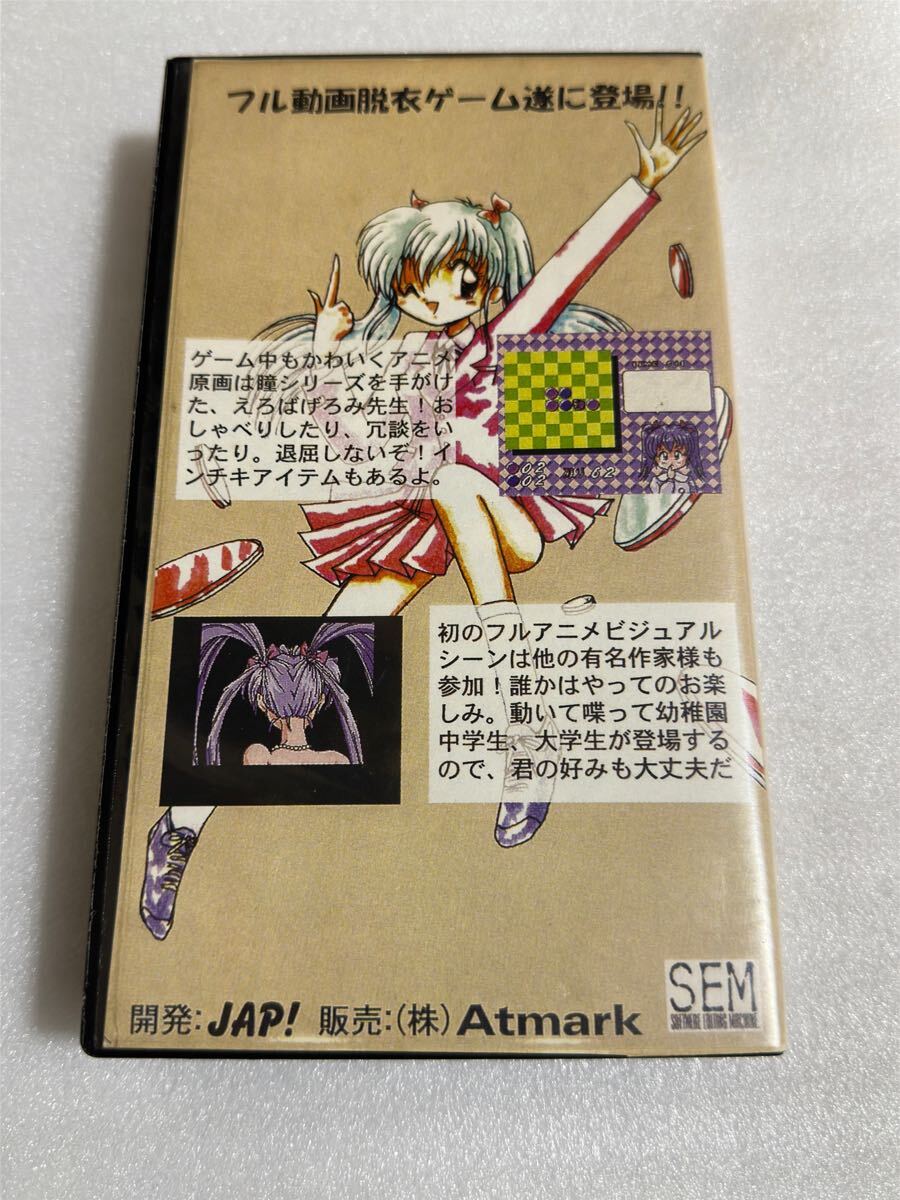 フル動画脱衣ゲーム遂に登場!!
ゲーム中もかわいくアニメ
原画は瞳シリーズを手がけ
た、えろばげろみ先生！お
しゃべりしたり、冗談をい
ったり。退屈しないぞ！イ
ンチキアイテムもあるよ。
02
02
62
初のフルアニメビジュアル
シーンは他の有名作家様も
参加！誰かはやってのお楽
しみ。動いて喋って幼稚園
中学生、大学生が登場する
ので、君の好みも大丈夫だ
開発：JAP! 販売：(株)Atmark
SEM
SOFTWERE EDITING MACHINE